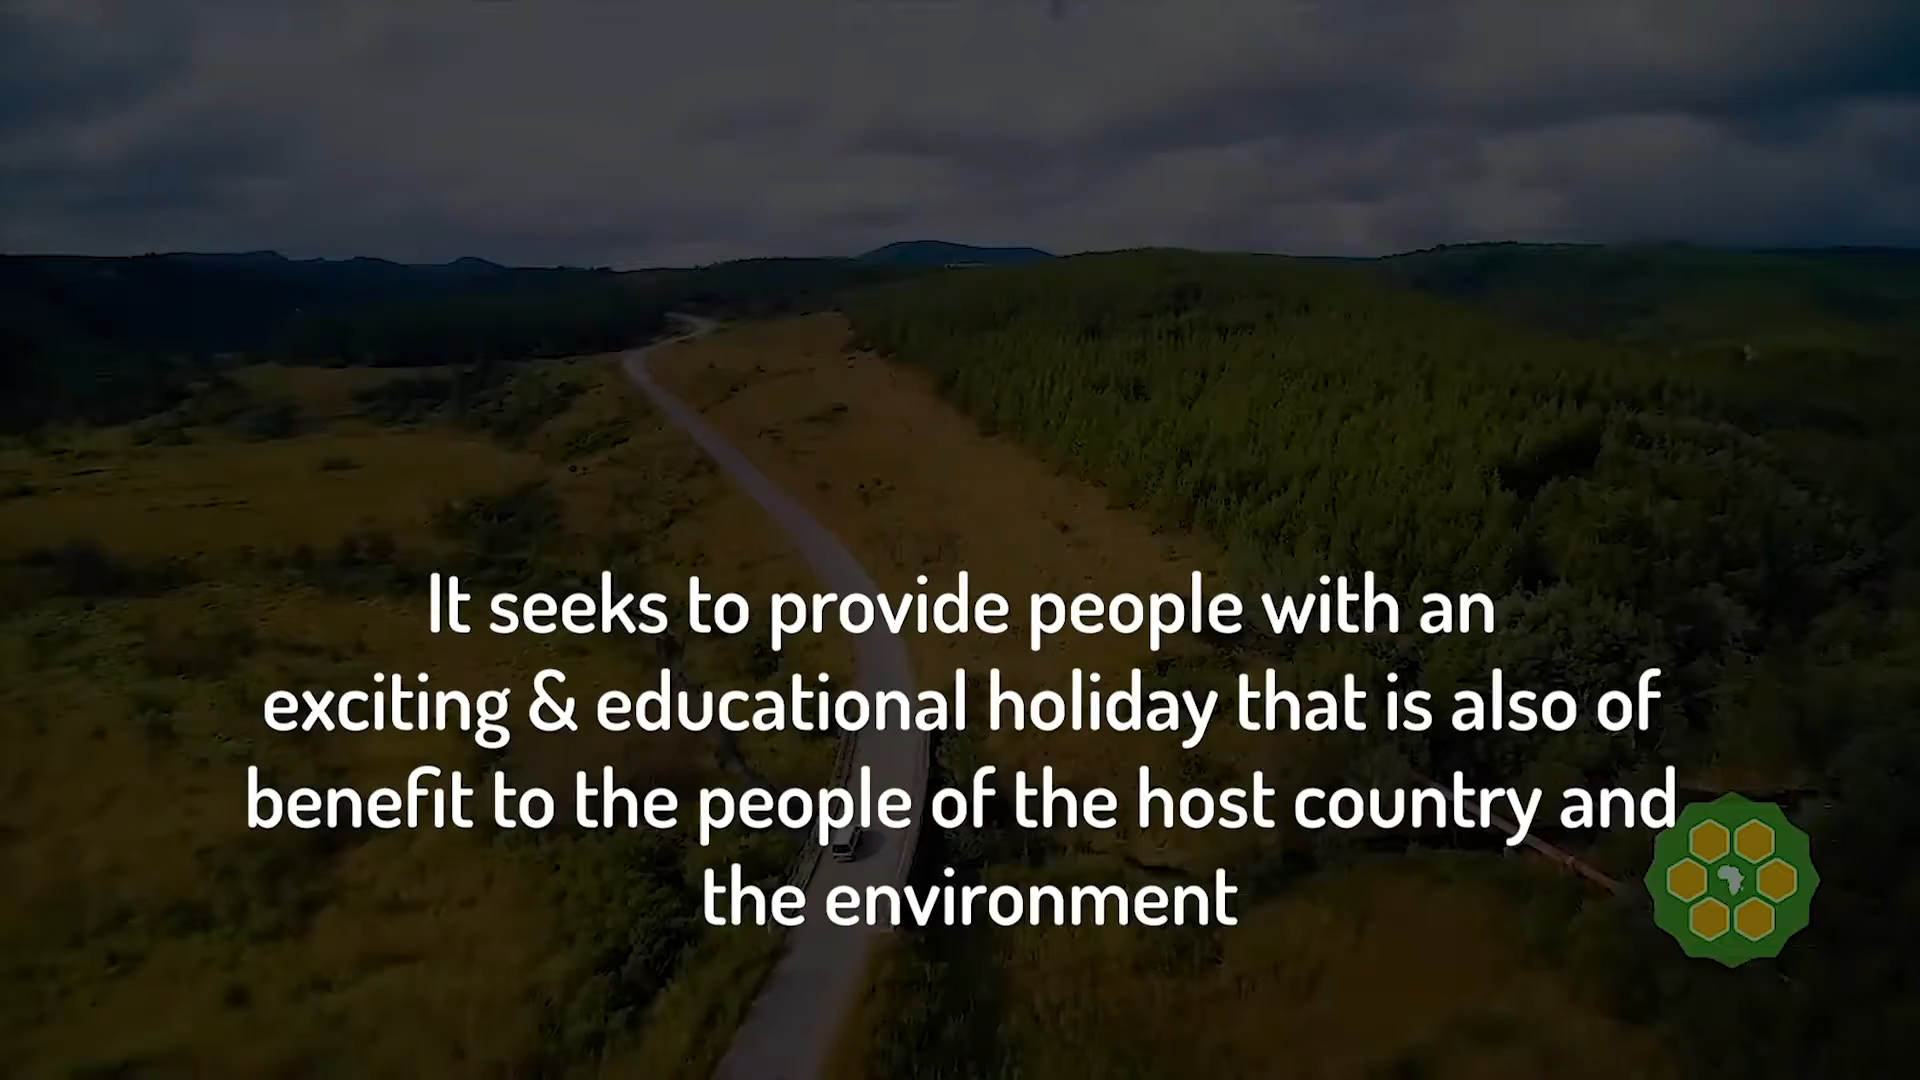 It seeks to provide people with an
exciting & educational holiday that is also of
benefit to the people of the host country and
the environment